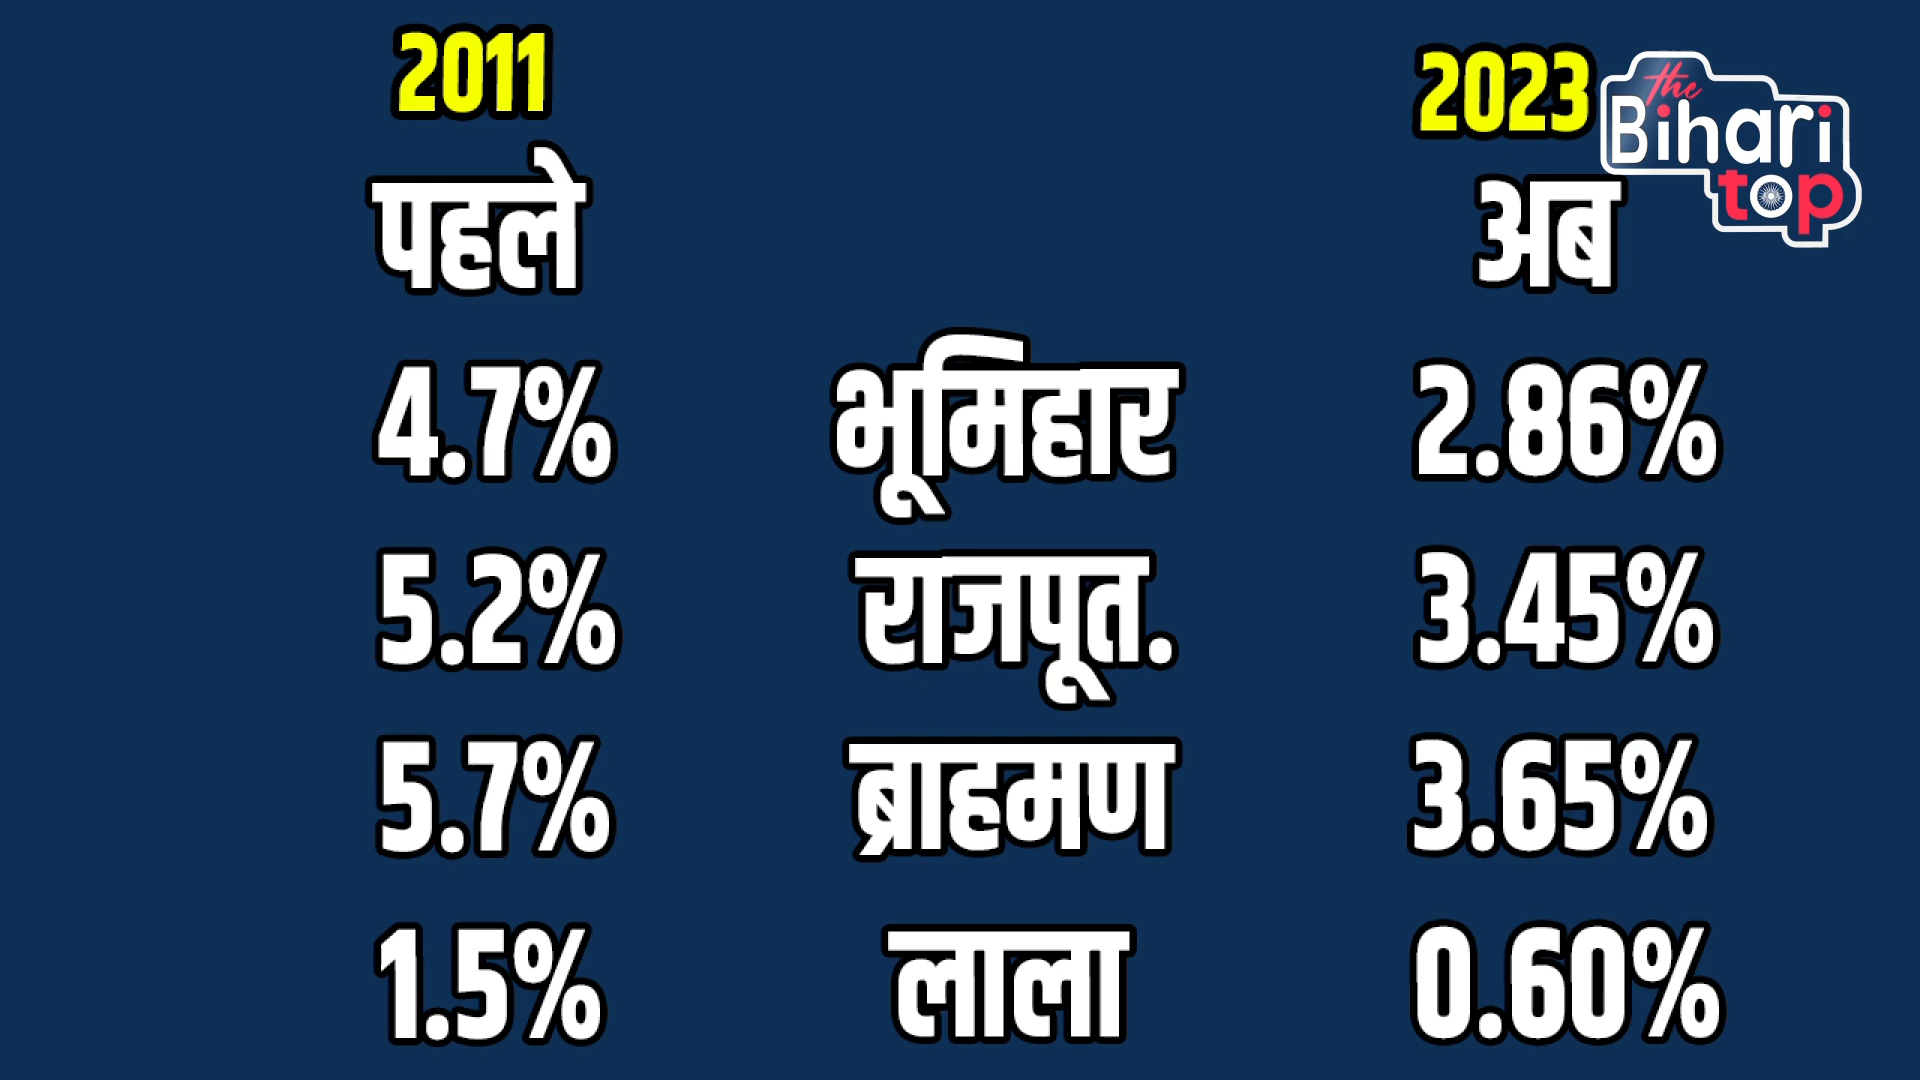 2011 2023
the
Bihari
top
पहले अब
4.7% भूमिहार 2.86%
5.2% राजपूत. 3.45%
5.7% ब्राहमण 3.65%
1.5% लाला 0.60%